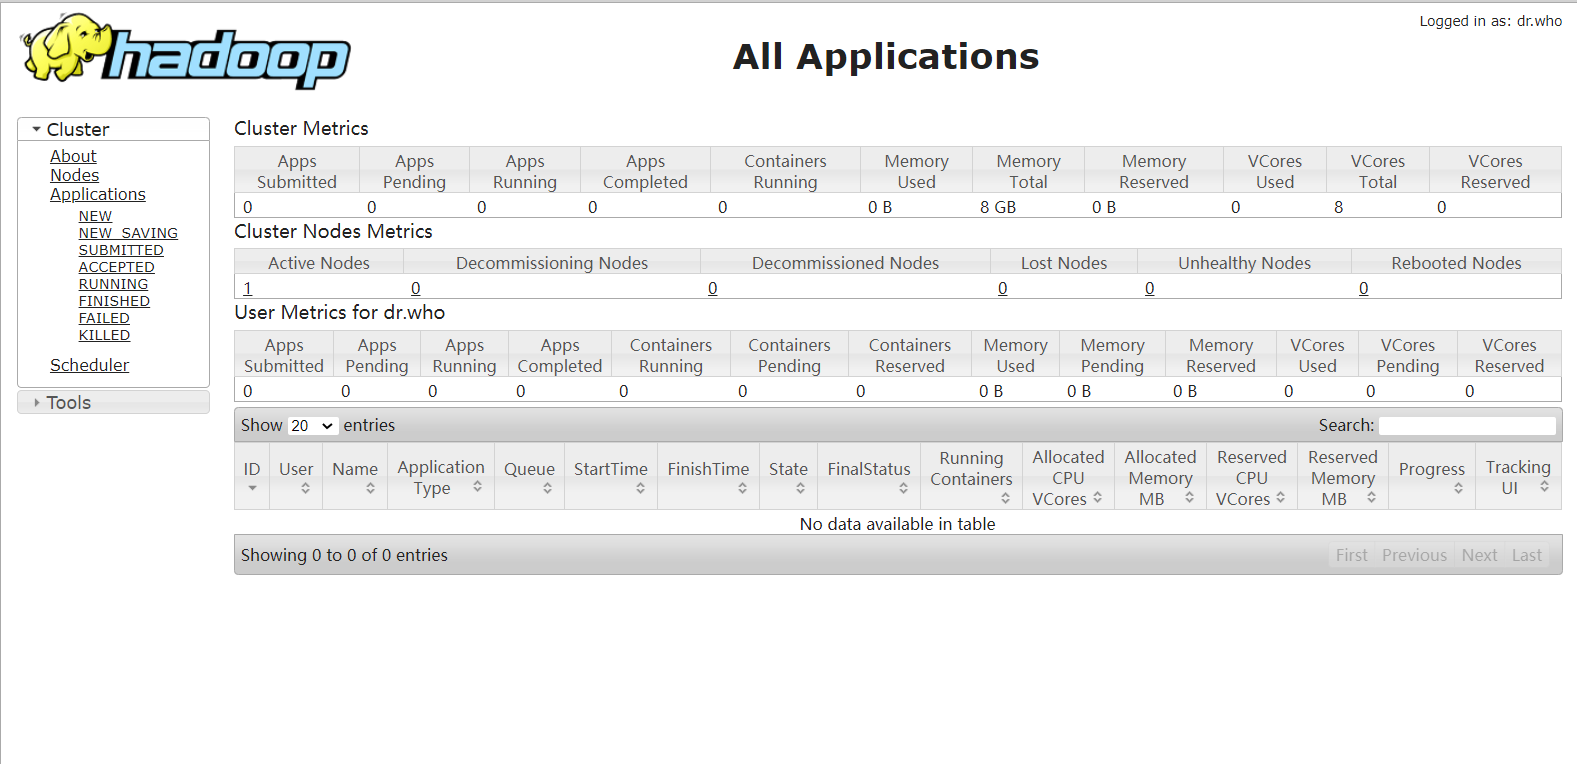 Logged in as: dr.who
hadoop
All Applications
Cluster
About
Nodes
Applications
NEW
NEW_SAVING
SUBMITTED
ACCEPTED
RUNNING
FINISHED
FAILED
KILLED
Scheduler
Tools
Cluster Metrics
Apps Submitted Apps Pending Apps Running Apps Completed Containers Running Memory Used Memory Total Memory Reserved VCores Used VCores Total VCores Reserved
0 0 0 0 0 0 B 8 GB 0 B 0 8 0
Cluster Nodes Metrics
Active Nodes Decommissioning Nodes Decommissioned Nodes Lost Nodes Unhealthy Nodes Rebooted Nodes
1 0 0 0 0 0
User Metrics for dr.who
Apps Submitted Apps Pending Apps Running Apps Completed Containers Running Containers Pending Containers Reserved Memory Used Memory Pending Memory Reserved VCores Used VCores Pending VCores Reserved
0 0 0 0 0 0 0 0 B 0 B 0 B 0 0 0
Show 20 entries Search:
ID User Name Application Type Queue StartTime FinishTime State FinalStatus Running Containers Allocated CPU VCores Allocated Memory MB Reserved CPU VCores Reserved Memory MB Progress Tracking UI
No data available in table
Showing 0 to 0 of 0 entries First Previous Next Last